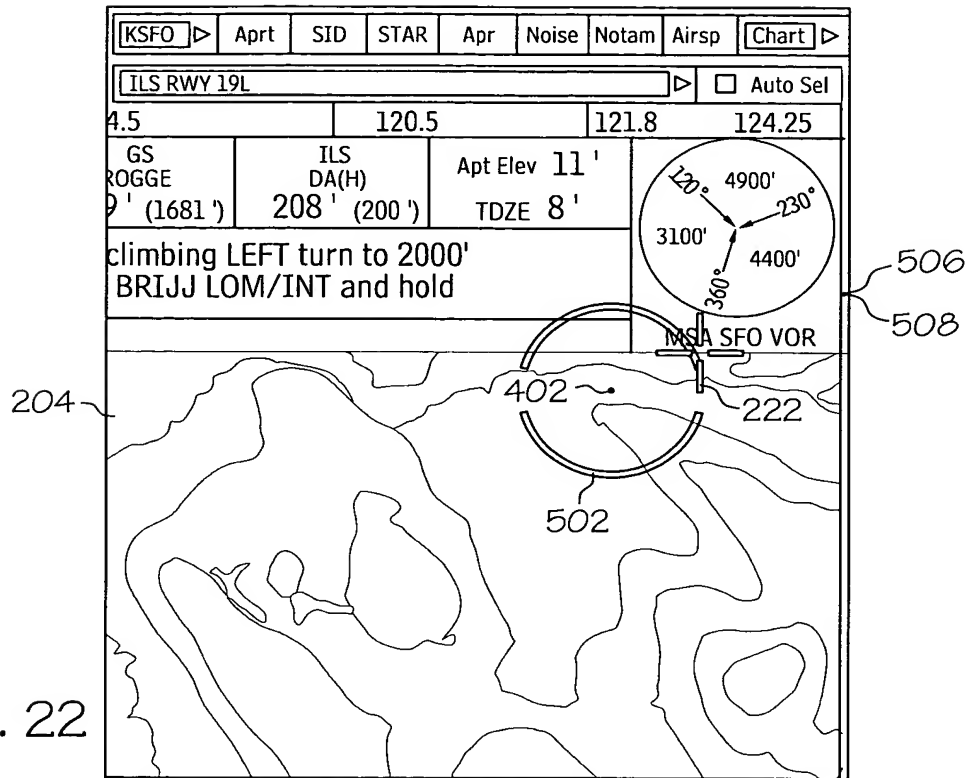 KSFO Aprt SID STAR Apr Noise Notam Airsp Chart
ILS RWY 19L Auto Sel
4.5 120.5 121.8 124.25
GS
ROGGE
9' (1681')
ILS
DA(H)
208' (200')
Apt Elev 11'
TDZE 8'
120° 4900' 230°
3100' 4400'
360°
climbing LEFT turn to 2000'
BRIJJ LOM/INT and hold
MSA SFO VOR
506
508
204
402
222
502
. 22